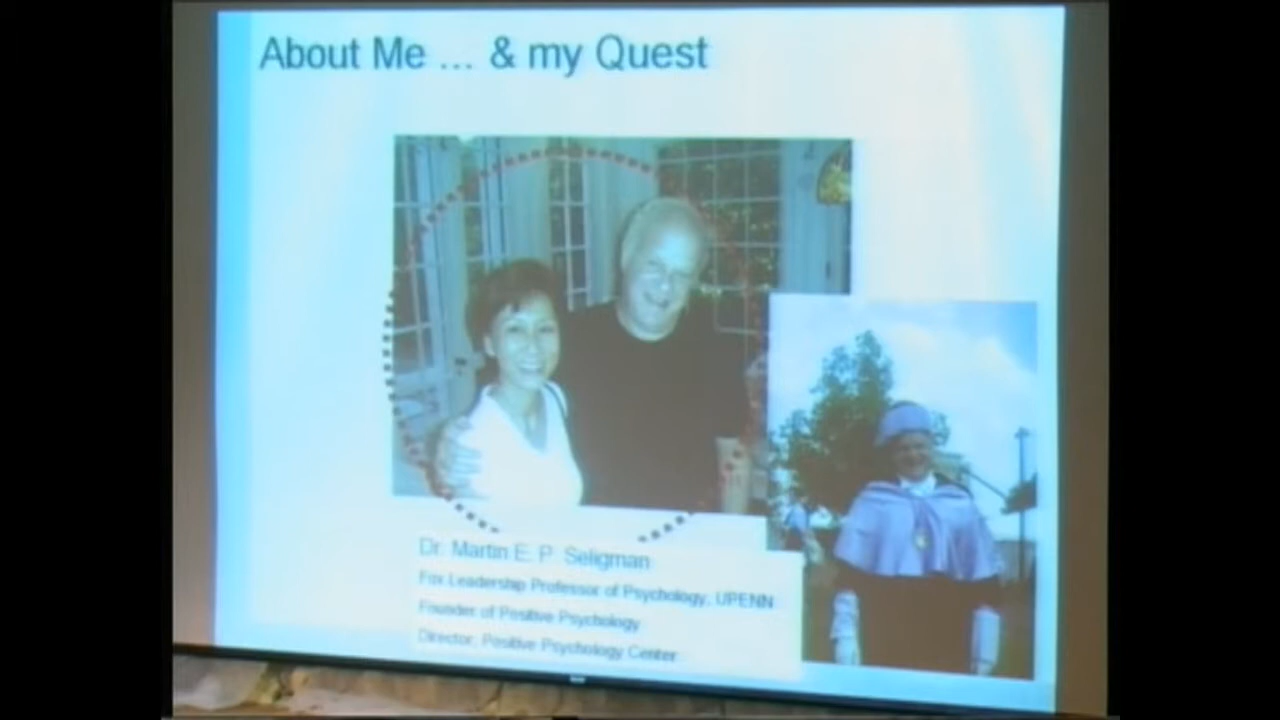 About Me ... & my Quest
Dr. Martin E. P. Seligman
Fox Leadership Professor of Psychology, UPENN
Founder of Positive Psychology
Director, Positive Psychology Center